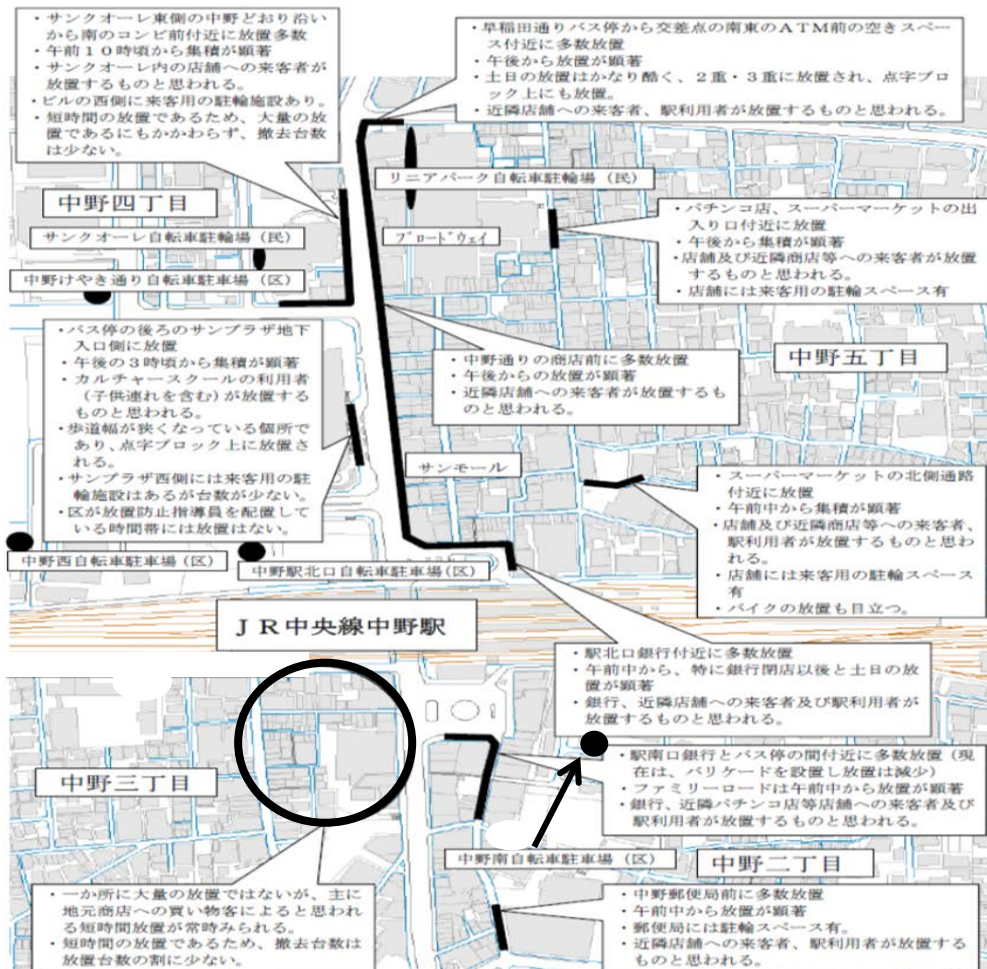 ・サンクオーレ東側の中野どおり沿い
から南のコンビ前付近に放置多数
・午前１０時頃から集積が顕著
・サンクオーレ内の店舗への来客者が
放置するものと思われる。
・ビルの西側に来客用の駐輪施設あり。
・短時間の放置であるため、大量の放
置であるにもかかわらず、撤去台数
は少ない。
・早稲田通りバス停から交差点の南東のＡＴＭ前の空きスペ
ース付近に多数放置
・午後から放置が顕著
・土日の放置はかなり酷く、２重・３重に放置され、点字ブロ
ック上にも放置。
・近隣店舗への来客者、駅利用者が放置するものと思われる。
リニアパーク自転車駐輪場（民）
中野四丁目
サンクオーレ自転車駐輪場（民）
ブロードウェイ
中野けやき通り自転車駐車場（区）
・パチンコ店、スーパーマーケットの出
入り口付近に放置
・午後から集積が顕著
・店舗及び近隣商店等への来客者が放置
するものと思われる。
・店舗には来客用の駐輪スペース有
・バス停の後ろのサンプラザ地下
入口側に放置
・午後の３時頃から集積が顕著
・カルチャースクールの利用者
（子供連れを含む）が放置する
ものと思われる。
・歩道幅が狭くなっている個所で
あり、点字ブロック上に放置さ
れる。
・サンプラザ西側には来客用の駐
輪施設はあるが台数が少ない。
・区が放置防止指導員を配置して
いる時間帯には放置はない。
・中野通りの商店前に多数放置
・午後からの放置が顕著
・近隣店舗への来客者が放置するも
のと思われる。
中野五丁目
サンモール
・スーパーマーケットの北側通路
付近に放置
・午前中から集積が顕著
・店舗及び近隣商店等への来客者、
駅利用者が放置するものと思わ
れる。
・店舗には来客用の駐輪スペース
有
・バイクの放置も目立つ。
中野西自転車駐車場（区）
中野駅北口自転車駐車場（区）
ＪＲ中央線中野駅
・駅北口銀行付近に多数放置
・午前中から、特に銀行閉店以後と土日の放
置が顕著
・銀行、近隣店舗への来客者及び駅利用者が
放置するものと思われる。
中野三丁目
・駅南口銀行とバス停の間付近に多数放置（現
在は、バリケードを設置し放置は減少）
・ファミリーロードは午前中から放置が顕著
・銀行、近隣パチンコ店等店舗への来客者及び
駅利用者が放置するものと思われる。
中野南自転車駐車場（区）
中野二丁目
・一か所に大量の放置ではないが、主に
地元商店への買い物客によると思われ
る短時間放置が常時みられる。
・短時間の放置であるため、撤去台数は
放置台数の割に少ない。
・中野郵便局前に多数放置
・午前中から放置が顕著
・郵便局には駐輪スペース有。
・近隣店舗への来客者、駅利用者が放置する
ものと思われる。